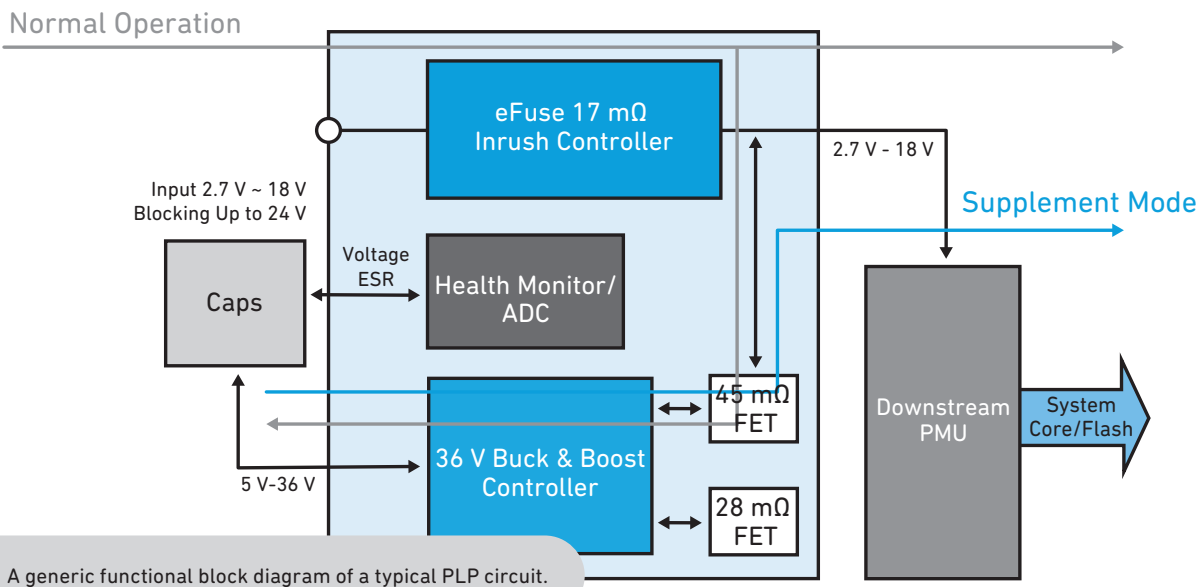 Normal Operation
eFuse 17 mΩ
Inrush Controller
2.7 V - 18 V
Input 2.7 V ~ 18 V
Blocking Up to 24 V
Supplement Mode
Voltage
ESR
Caps
Health Monitor/
ADC
45 mΩ
FET
Downstream
PMU
System
Core/Flash
36 V Buck & Boost
Controller
5 V-36 V
28 mΩ
FET
A generic functional block diagram of a typical PLP circuit.